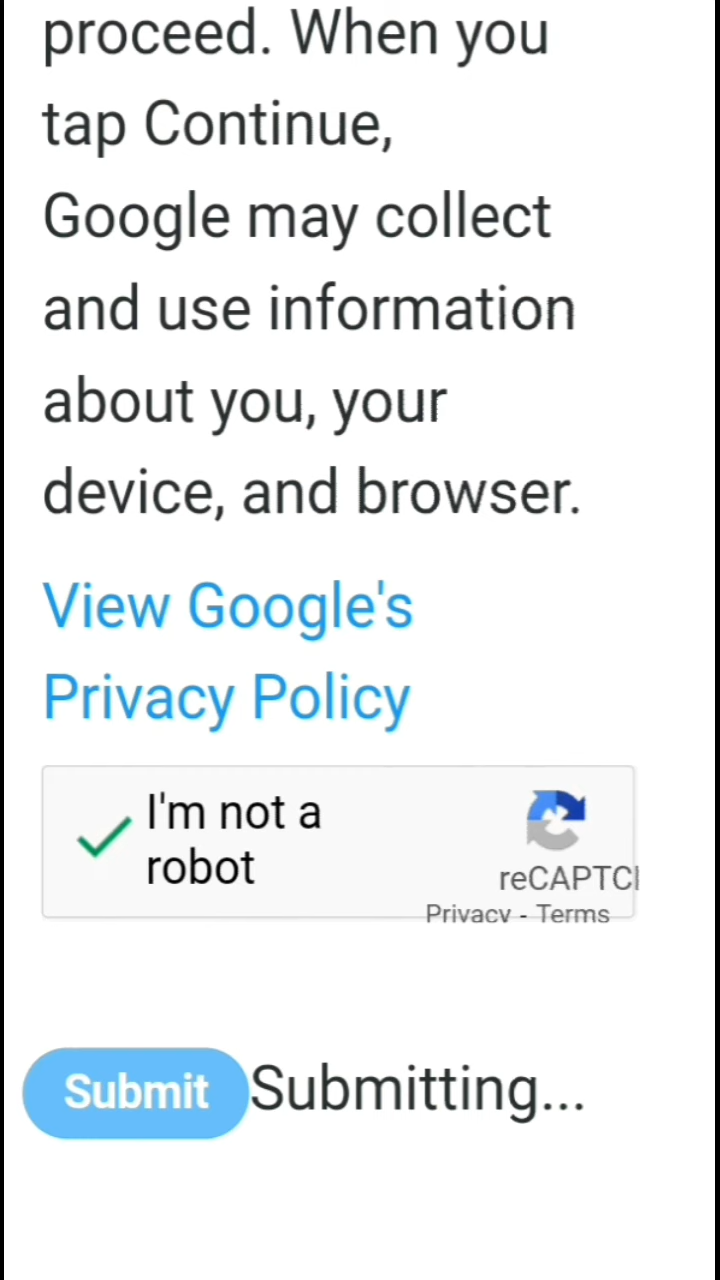 proceed. When you
tap Continue,
Google may collect
and use information
about you, your
device, and browser.
View Google's
Privacy Policy
I'm not a
robot
reCAPTC
Privacy - Terms
Submit Submitting...